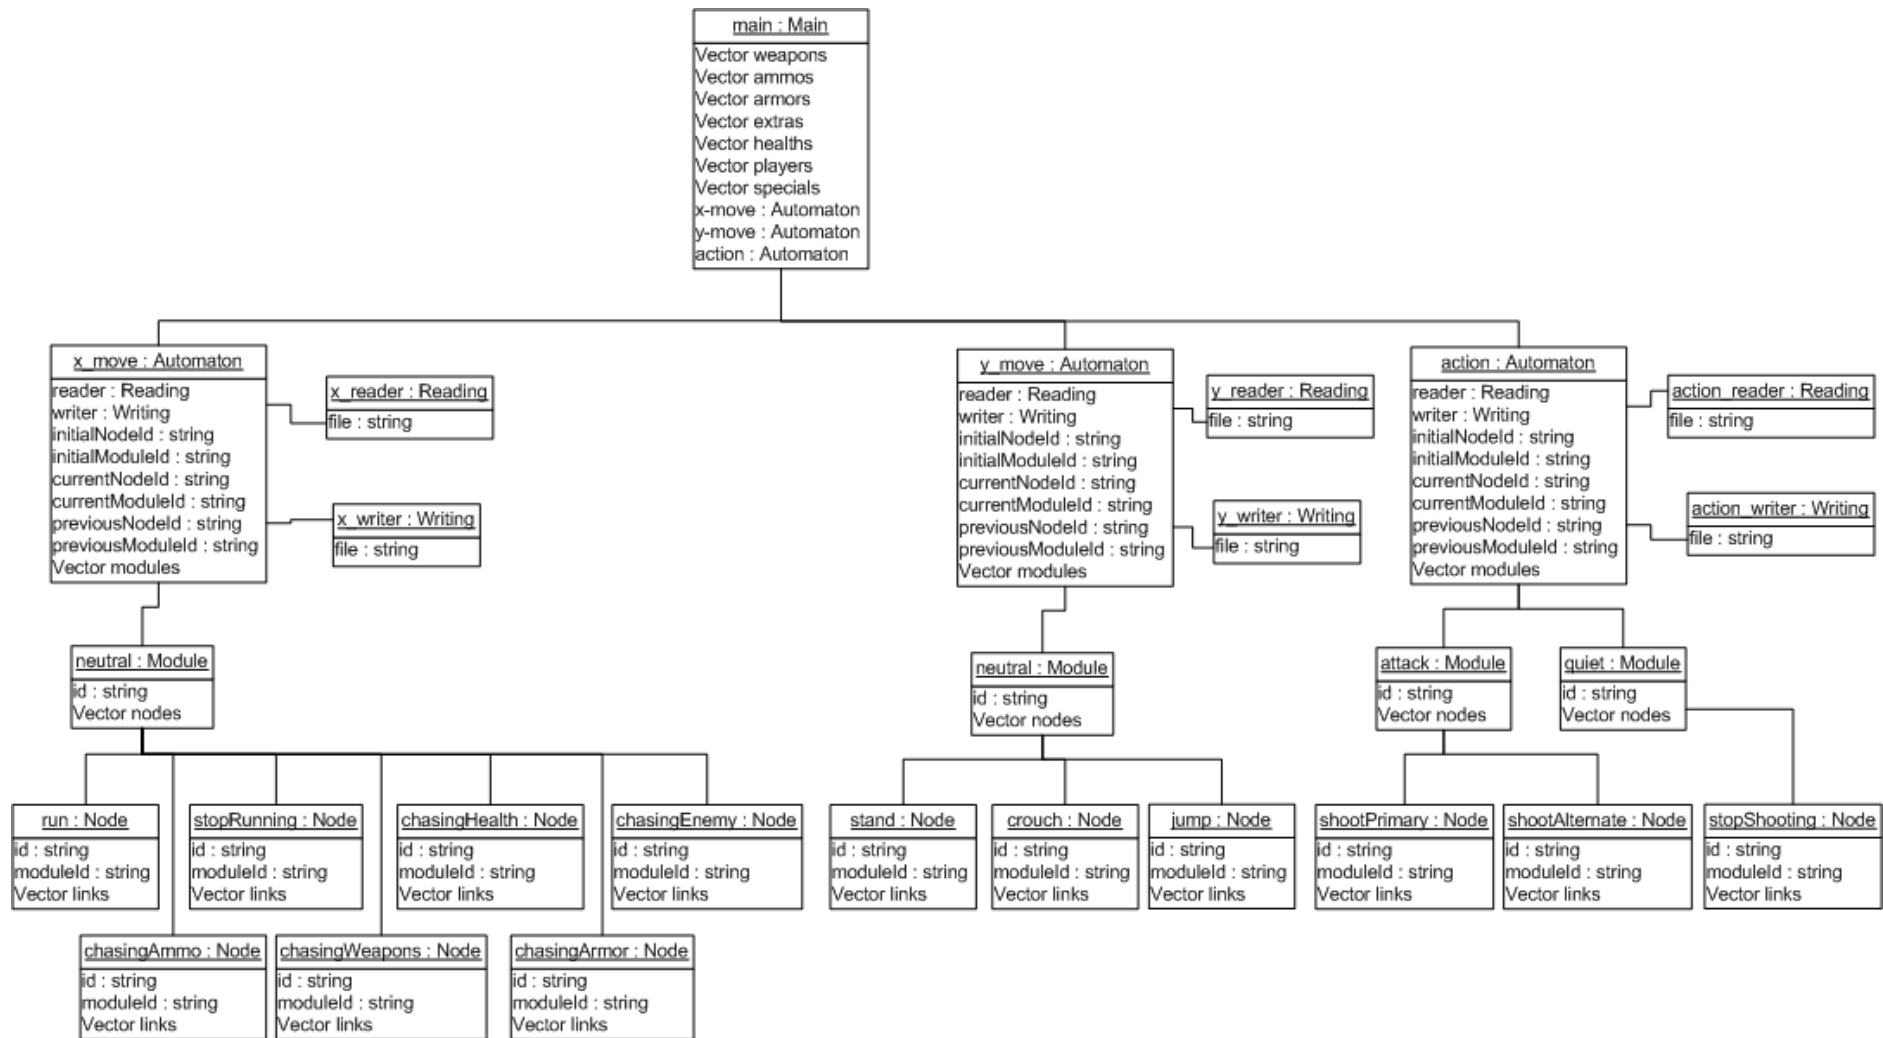 main : Main
Vector weapons
Vector ammos
Vector armors
Vector extras
Vector healths
Vector players
Vector specials
x-move : Automaton
y-move : Automaton
action : Automaton
x_move : Automaton
reader : Reading
writer : Writing
initialNodeId : string
initialModuleId : string
currentNodeId : string
currentModuleId : string
previousNodeId : string
previousModuleId : string
Vector modules
x_reader : Reading
file : string
x_writer : Writing
file : string
y_move : Automaton
reader : Reading
writer : Writing
initialNodeId : string
initialModuleId : string
currentNodeId : string
currentModuleId : string
previousNodeId : string
previousModuleId : string
Vector modules
y_reader : Reading
file : string
y_writer : Writing
file : string
action : Automaton
reader : Reading
writer : Writing
initialNodeId : string
initialModuleId : string
currentNodeId : string
currentModuleId : string
previousNodeId : string
previousModuleId : string
Vector modules
action_reader : Reading
file : string
action_writer : Writing
file : string
neutral : Module
id : string
Vector nodes
neutral : Module
id : string
Vector nodes
attack : Module
id : string
Vector nodes
quiet : Module
id : string
Vector nodes
run : Node
id : string
moduleId : string
Vector links
stopRunning : Node
id : string
moduleId : string
Vector links
chasingHealth : Node
id : string
moduleId : string
Vector links
chasingEnemy : Node
id : string
moduleId : string
Vector links
stand : Node
id : string
moduleId : string
Vector links
crouch : Node
id : string
moduleId : string
Vector links
jump : Node
id : string
moduleId : string
Vector links
shootPrimary : Node
id : string
moduleId : string
Vector links
shootAlternate : Node
id : string
moduleId : string
Vector links
stopShooting : Node
id : string
moduleId : string
Vector links
chasingAmmo : Node
id : string
moduleId : string
Vector links
chasingWeapons : Node
id : string
moduleId : string
Vector links
chasingArmor : Node
id : string
moduleId : string
Vector links